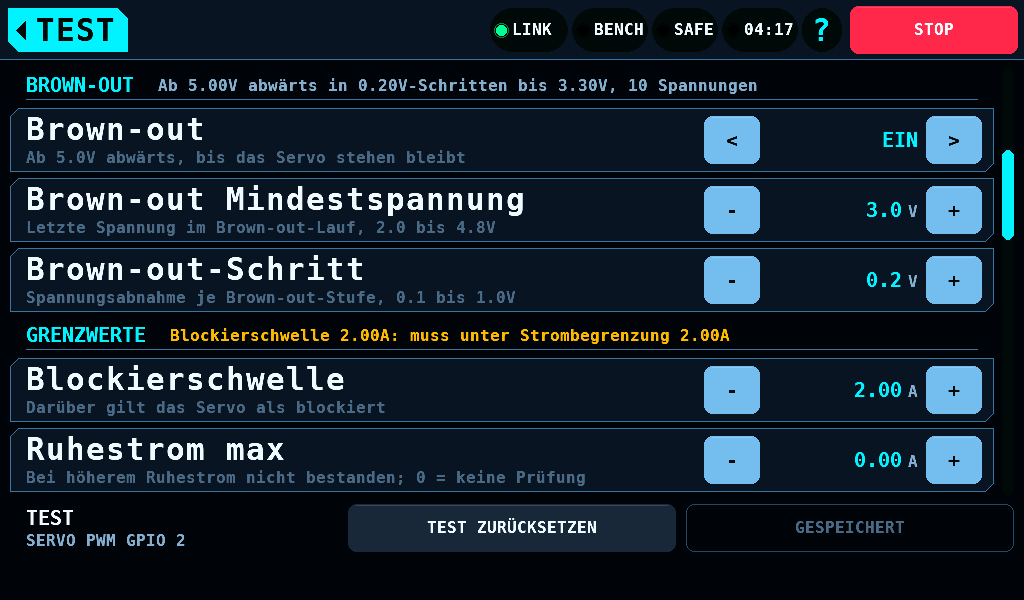 TEST
LINK
BENCH
SAFE
04:17
?
STOP
BROWN-OUT Ab 5.00V abwärts in 0.20V-Schritten bis 3.30V, 10 Spannungen
Brown-out
Ab 5.0V abwärts, bis das Servo stehen bleibt
< EIN >
Brown-out Mindestspannung
Letzte Spannung im Brown-out-Lauf, 2.0 bis 4.8V
- 3.0 V +
Brown-out-Schritt
Spannungsabnahme je Brown-out-Stufe, 0.1 bis 1.0V
- 0.2 V +
GRENZWERTE Blockierschwelle 2.00A: muss unter Strombegrenzung 2.00A
Blockierschwelle
Darüber gilt das Servo als blockiert
- 2.00 A +
Ruhestrom max
Bei höherem Ruhestrom nicht bestanden; 0 = keine Prüfung
- 0.00 A +
TEST
SERVO PWM GPIO 2
TEST ZURÜCKSETZEN
GESPEICHERT